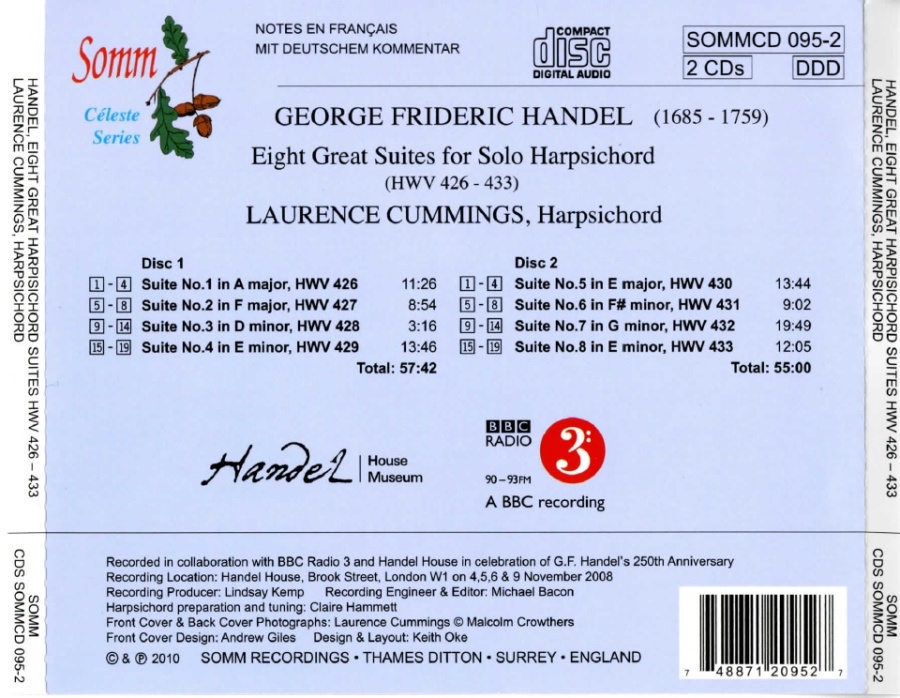 HANDEL, EIGHT GREAT HARPISICHORD SUITES HWV 426 – 433
LAURENCE CUMMINGS, HARPSICHORD
SOMM
CDS SOMMCD 095-2
Somm
Céleste
Series
NOTES EN FRANÇAIS
MIT DEUTSCHEM KOMMENTAR
COMPACT
disc
DIGITAL AUDIO
SOMMCD 095-2
2 CDs DDD
GEORGE FRIDERIC HANDEL (1685 - 1759)
Eight Great Suites for Solo Harpsichord
(HWV 426 - 433)
LAURENCE CUMMINGS, Harpsichord
Disc 1
1 - 4 Suite No.1 in A major, HWV 426 11:26
5 - 8 Suite No.2 in F major, HWV 427 8:54
9 - 14 Suite No.3 in D minor, HWV 428 3:16
15 - 19 Suite No.4 in E minor, HWV 429 13:46
Total: 57:42
Disc 2
1 - 4 Suite No.5 in E major, HWV 430 13:44
5 - 8 Suite No.6 in F# minor, HWV 431 9:02
9 - 14 Suite No.7 in G minor, HWV 432 19:49
15 - 19 Suite No.8 in E minor, HWV 433 12:05
Total: 55:00
Handel House
Museum
BBC
RADIO 3
90 – 93FM
A BBC recording
Recorded in collaboration with BBC Radio 3 and Handel House in celebration of G.F. Handel's 250th Anniversary
Recording Location: Handel House, Brook Street, London W1 on 4,5,6 & 9 November 2008
Recording Producer: Lindsay Kemp Recording Engineer & Editor: Michael Bacon
Harpsichord preparation and tuning: Claire Hammett
Front Cover & Back Cover Photographs: Laurence Cummings © Malcolm Crowthers
Front Cover Design: Andrew Giles Design & Layout: Keith Oke
© & ℗ 2010 SOMM RECORDINGS • THAMES DITTON • SURREY • ENGLAND
7 48871 20952 7
HANDEL, EIGHT GREAT HARPISICHORD SUITES HWV 426 – 433
LAURENCE CUMMINGS, HARPSICHORD
SOMM
CDS SOMMCD 095-2